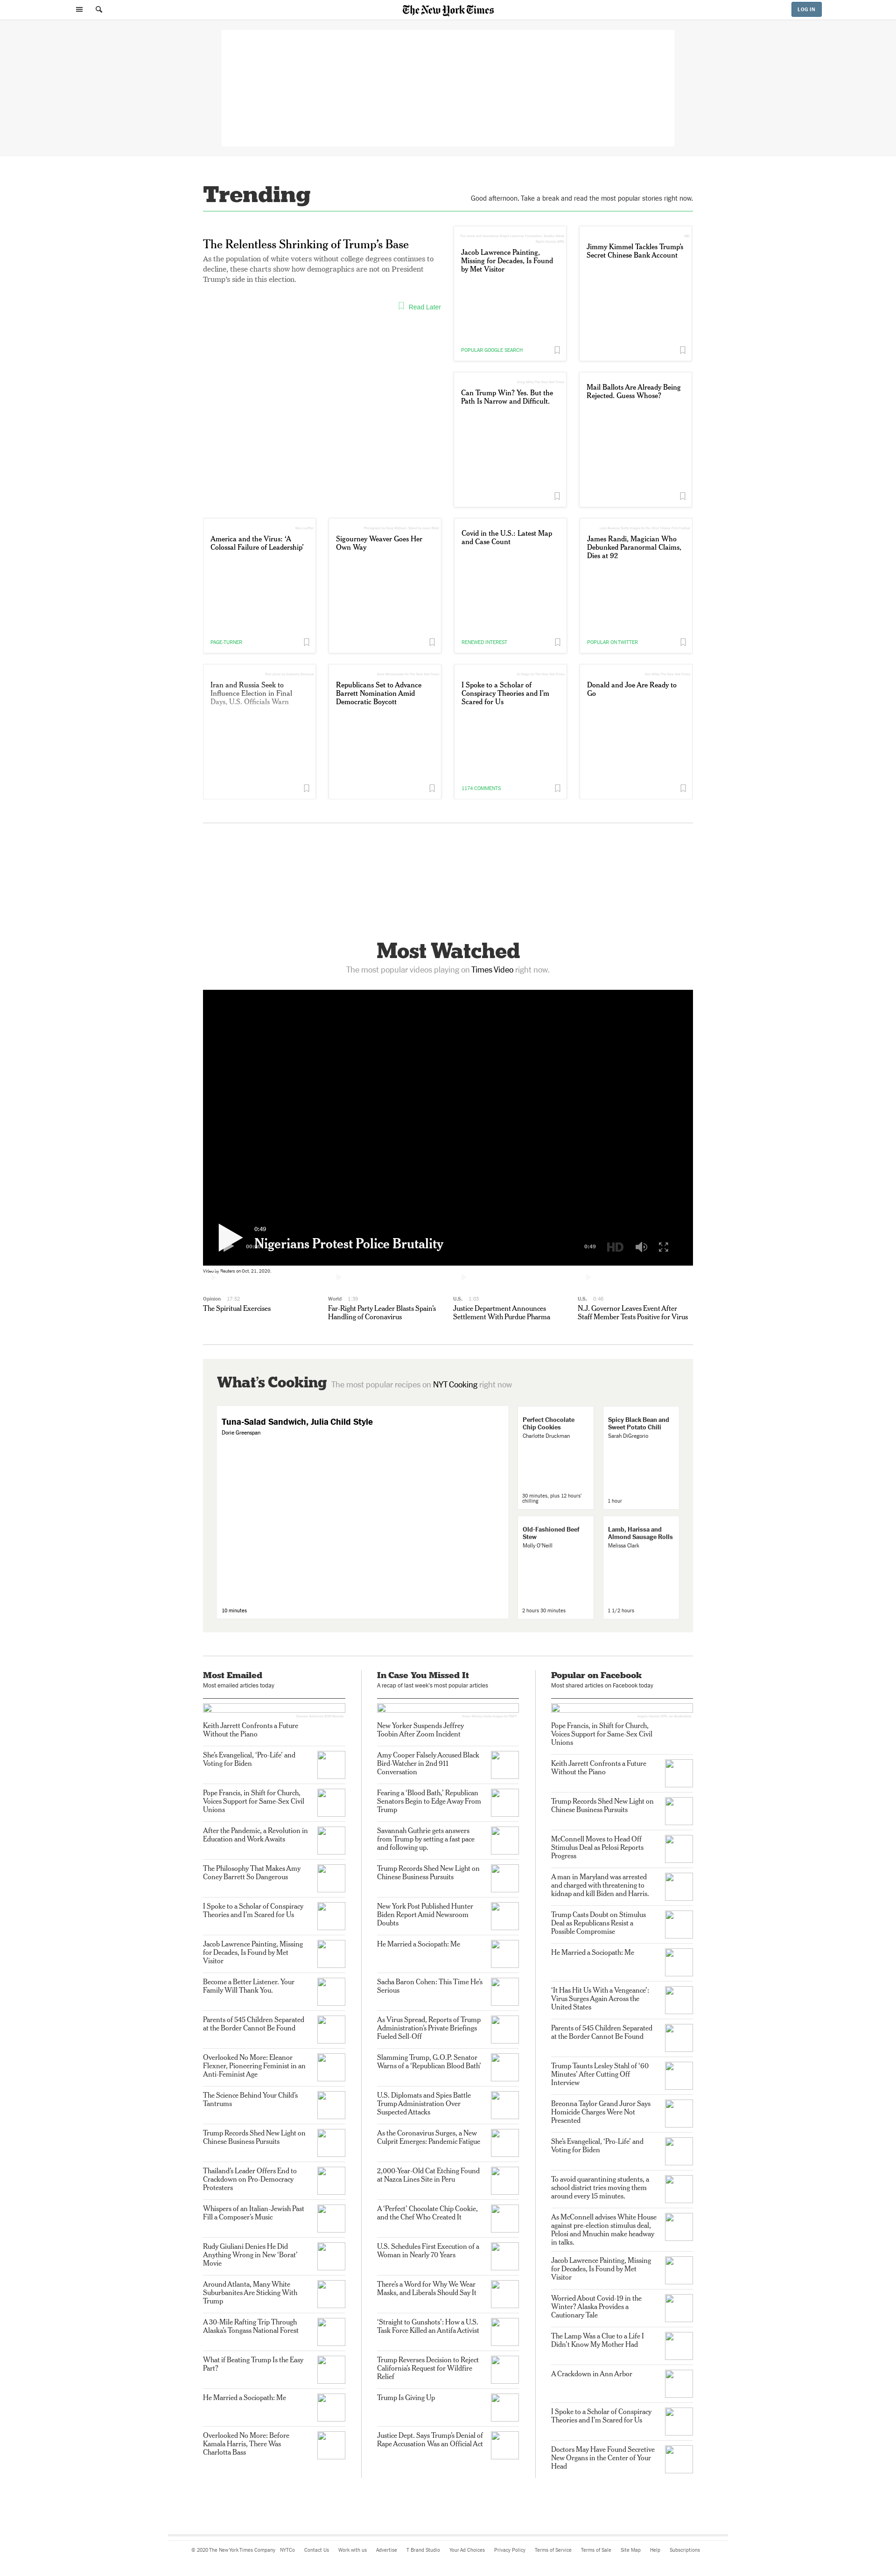 The New York Times
LOG IN
Trending
Good afternoon. Take a break and read the most popular stories right now.
The Relentless Shrinking of Trump's Base
As the population of white voters without college degrees continues to
decline, these charts show how demographics are not on President
Trump's side in this election.
Read Later
Jacob Lawrence Painting,
Missing for Decades, Is Found
by Met Visitor
POPULAR GOOGLE SEARCH
Jimmy Kimmel Tackles Trump's
Secret Chinese Bank Account
Can Trump Win? Yes. But the
Path Is Narrow and Difficult.
Mail Ballots Are Already Being
Rejected. Guess Whose?
America and the Virus: 'A
Colossal Failure of Leadership'
PAGE TURNER
Sigourney Weaver Goes Her
Own Way
Covid in the U.S.: Latest Map
and Case Count
RENEWED INTEREST
James Randi, Magician Who
Debunked Paranormal Claims,
Dies at 92
POPULAR ON TWITTER
Iran and Russia Seek to
Influence Election in Final
Days, U.S. Officials Warn
Republicans Set to Advance
Barrett Nomination Amid
Democratic Boycott
I Spoke to a Scholar of
Conspiracy Theories and I'm
Scared for Us
1174 COMMENTS
Donald and Joe Are Ready to
Go
Most Watched
The most popular videos playing on Times Video right now.
0:49
Nigerians Protest Police Brutality
0:49
HD
Reuters on Oct. 21, 2020.
Opinion 17:52
The Spiritual Exercises
World 1:36
Far-Right Party Leader Blasts Spain's
Handling of Coronavirus
U.S. 1:03
Justice Department Announces
Settlement With Purdue Pharma
U.S. 0:46
N.J. Governor Leaves Event After
Staff Member Tests Positive for Virus
What's Cooking The most popular recipes on NYT Cooking right now
Tuna-Salad Sandwich, Julia Child Style
Dorie Greenspan
10 minutes
Perfect Chocolate
Chip Cookies
Charlotte Druckman
30 minutes, plus 12 hours'
chilling
Spicy Black Bean and
Sweet Potato Chili
Sarah DiGregorio
1 hour
Old-Fashioned Beef
Stew
Molly O'Neill
2 hours 30 minutes
Lamb, Harissa and
Almond Sausage Rolls
Melissa Clark
1 1/2 hours
Most Emailed
Most emailed articles today
Keith Jarrett Confronts a Future
Without the Piano
She's Evangelical, 'Pro-Life' and
Voting for Biden
Pope Francis, in Shift for Church,
Voices Support for Same-Sex Civil
Unions
After the Pandemic, a Revolution in
Education and Work Awaits
The Philosophy That Makes Amy
Coney Barrett So Dangerous
I Spoke to a Scholar of Conspiracy
Theories and I'm Scared for Us
Jacob Lawrence Painting, Missing
for Decades, Is Found by Met
Visitor
Become a Better Listener. Your
Family Will Thank You.
Parents of 545 Children Separated
at the Border Cannot Be Found
Overlooked No More: Eleanor
Flexner, Pioneering Feminist in an
Anti-Feminist Age
The Science Behind Your Child's
Tantrums
Trump Records Shed New Light on
Chinese Business Pursuits
Thailand's Leader Offers End to
Crackdown on Pro-Democracy
Protesters
Whispers of an Italian-Jewish Past
Fill a Composer's Music
Rudy Giuliani Denies He Did
Anything Wrong in New 'Borat'
Movie
Around Atlanta, Many White
Suburbanites Are Sticking With
Trump
A 30-Mile Rafting Trip Through
Alaska's Tongass National Forest
What if Beating Trump Is the Easy
Part?
He Married a Sociopath: Me
Overlooked No More: Before
Kamala Harris, There Was
Charlotta Bass
In Case You Missed It
A recap of last week's most popular articles
New Yorker Suspends Jeffrey
Toobin After Zoom Incident
Amy Cooper Falsely Accused Black
Bird-Watcher in 2nd 911
Conversation
Fearing a 'Blood Bath,' Republican
Senators Begin to Edge Away From
Trump
Savannah Guthrie gets answers
from Trump by setting a fast pace
and following up.
Trump Records Shed New Light on
Chinese Business Pursuits
New York Post Published Hunter
Biden Report Amid Newsroom
Doubts
He Married a Sociopath: Me
Sacha Baron Cohen: This Time He's
Serious
As Virus Spread, Reports of Trump
Administration's Private Briefings
Fueled Sell-Off
Slamming Trump, G.O.P. Senator
Warns of a 'Republican Blood Bath'
U.S. Diplomats and Spies Battle
Trump Administration Over
Suspected Attacks
As the Coronavirus Surges, a New
Culprit Emerges: Pandemic Fatigue
2,000-Year-Old Cat Etching Found
at Nazca Lines Site in Peru
A 'Perfect' Chocolate Chip Cookie,
and the Chef Who Created It
U.S. Schedules First Execution of a
Woman in Nearly 70 Years
There's a Word for Why We Wear
Masks, and Liberals Should Say It
'Straight to Gunshots': How a U.S.
Task Force Killed an Antifa Activist
Trump Reverses Decision to Reject
California's Request for Wildfire
Relief
Trump Is Giving Up
Justice Dept. Says Trump's Denial of
Rape Accusation Was an Official Act
Popular on Facebook
Most shared articles on Facebook today
Pope Francis, in Shift for Church,
Voices Support for Same-Sex Civil
Unions
Keith Jarrett Confronts a Future
Without the Piano
Trump Records Shed New Light on
Chinese Business Pursuits
McConnell Moves to Head Off
Stimulus Deal as Pelosi Reports
Progress
A man in Maryland was arrested
and charged with threatening to
kidnap and kill Biden and Harris.
Trump Casts Doubt on Stimulus
Deal as Republicans Resist a
Possible Compromise
He Married a Sociopath: Me
'It Has Hit Us With a Vengeance':
Virus Surges Again Across the
United States
Parents of 545 Children Separated
at the Border Cannot Be Found
Trump Taunts Lesley Stahl of '60
Minutes' After Cutting Off
Interview
Breonna Taylor Grand Juror Says
Homicide Charges Were Not
Presented
She's Evangelical, 'Pro-Life' and
Voting for Biden
To avoid quarantining students, a
school district tries moving them
around every 15 minutes.
As McConnell advises White House
against pre-election stimulus deal,
Pelosi and Mnuchin make headway
in talks.
Jacob Lawrence Painting, Missing
for Decades, Is Found by Met
Visitor
Worried About Covid-19 in the
Winter? Alaska Provides a
Cautionary Tale
The Lamp Was a Clue to a Life I
Didn't Know My Mother Had
A Crackdown in Ann Arbor
I Spoke to a Scholar of Conspiracy
Theories and I'm Scared for Us
Doctors May Have Found Secretive
New Organs in the Center of Your
Head
© 2020 The New York Times Company NYTCo Contact Us Work with us Advertise T Brand Studio Your Ad Choices Privacy Policy Terms of Service Terms of Sale Site Map Help Subscriptions